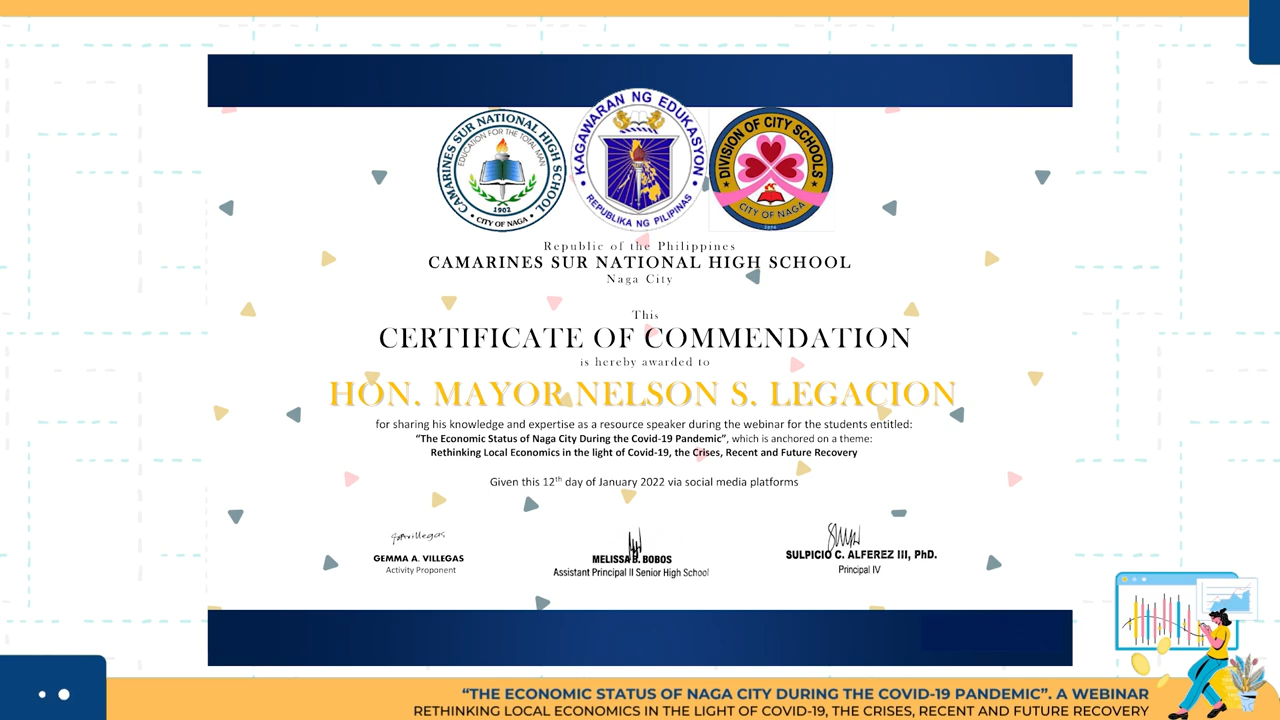 CAMARINES SUR NATIONAL HIGH SCHOOL
EDUCATION FOR THE TOTAL MAN
1902
• CITY OF NAGA •
KAGAWARAN NG EDUKASYON
REPUBLIKA NG PILIPINAS
DIVISION OF CITY SCHOOLS
CITY OF NAGA
Republic of the Philippines
CAMARINES SUR NATIONAL HIGH SCHOOL
Naga City
This
CERTIFICATE OF COMMENDATION
is hereby awarded to
HON. MAYOR NELSON S. LEGACION
for sharing his knowledge and expertise as a resource speaker during the webinar for the students entitled:
“The Economic Status of Naga City During the Covid-19 Pandemic”, which is anchored on a theme:
Rethinking Local Economics in the light of Covid-19, the Crises, Recent and Future Recovery
Given this 12th day of January 2022 via social media platforms
GEMMA A. VILLEGAS
Activity Proponent
MELISSA B. BOBOS
Assistant Principal II Senior High School
SULPICIO C. ALFEREZ III, PhD.
Principal IV
“THE ECONOMIC STATUS OF NAGA CITY DURING THE COVID-19 PANDEMIC”. A WEBINAR
RETHINKING LOCAL ECONOMICS IN THE LIGHT OF COVID-19, THE CRISES, RECENT AND FUTURE RECOVERY